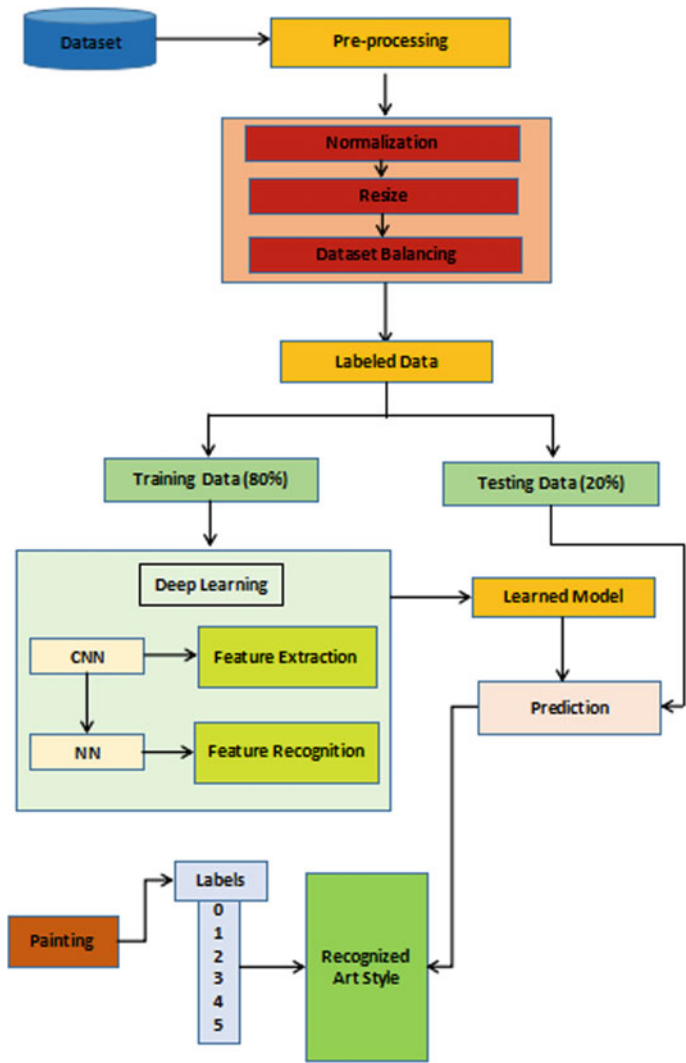 Dataset
Pre-processing
Normalization
Resize
Dataset Balancing
Labeled Data
Training Data (80%)
Testing Data (20%)
Deep Learning
Learned Model
CNN
Feature Extraction
NN
Feature Recognition
Prediction
Labels
0
1
2
3
4
5
Painting
Recognized
Art Style